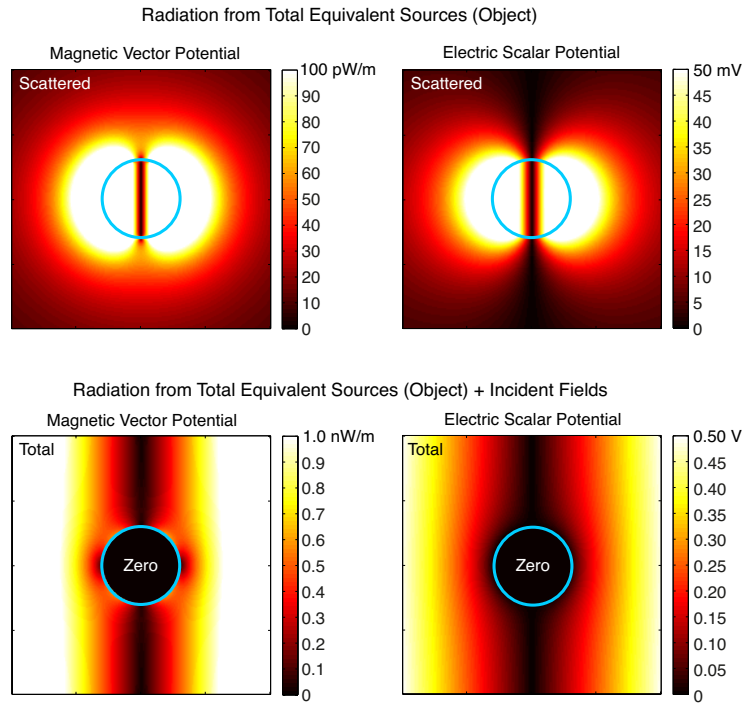 Radiation from Total Equivalent Sources (Object)
Magnetic Vector Potential
Scattered
100 pW/m
90
80
70
60
50
40
30
20
10
0
Electric Scalar Potential
Scattered
50 mV
45
40
35
30
25
20
15
10
5
0
Radiation from Total Equivalent Sources (Object) + Incident Fields
Magnetic Vector Potential
Total
Zero
1.0 nW/m
0.9
0.8
0.7
0.6
0.5
0.4
0.3
0.2
0.1
0
Electric Scalar Potential
Total
Zero
0.50 V
0.45
0.40
0.35
0.30
0.25
0.20
0.15
0.10
0.05
0